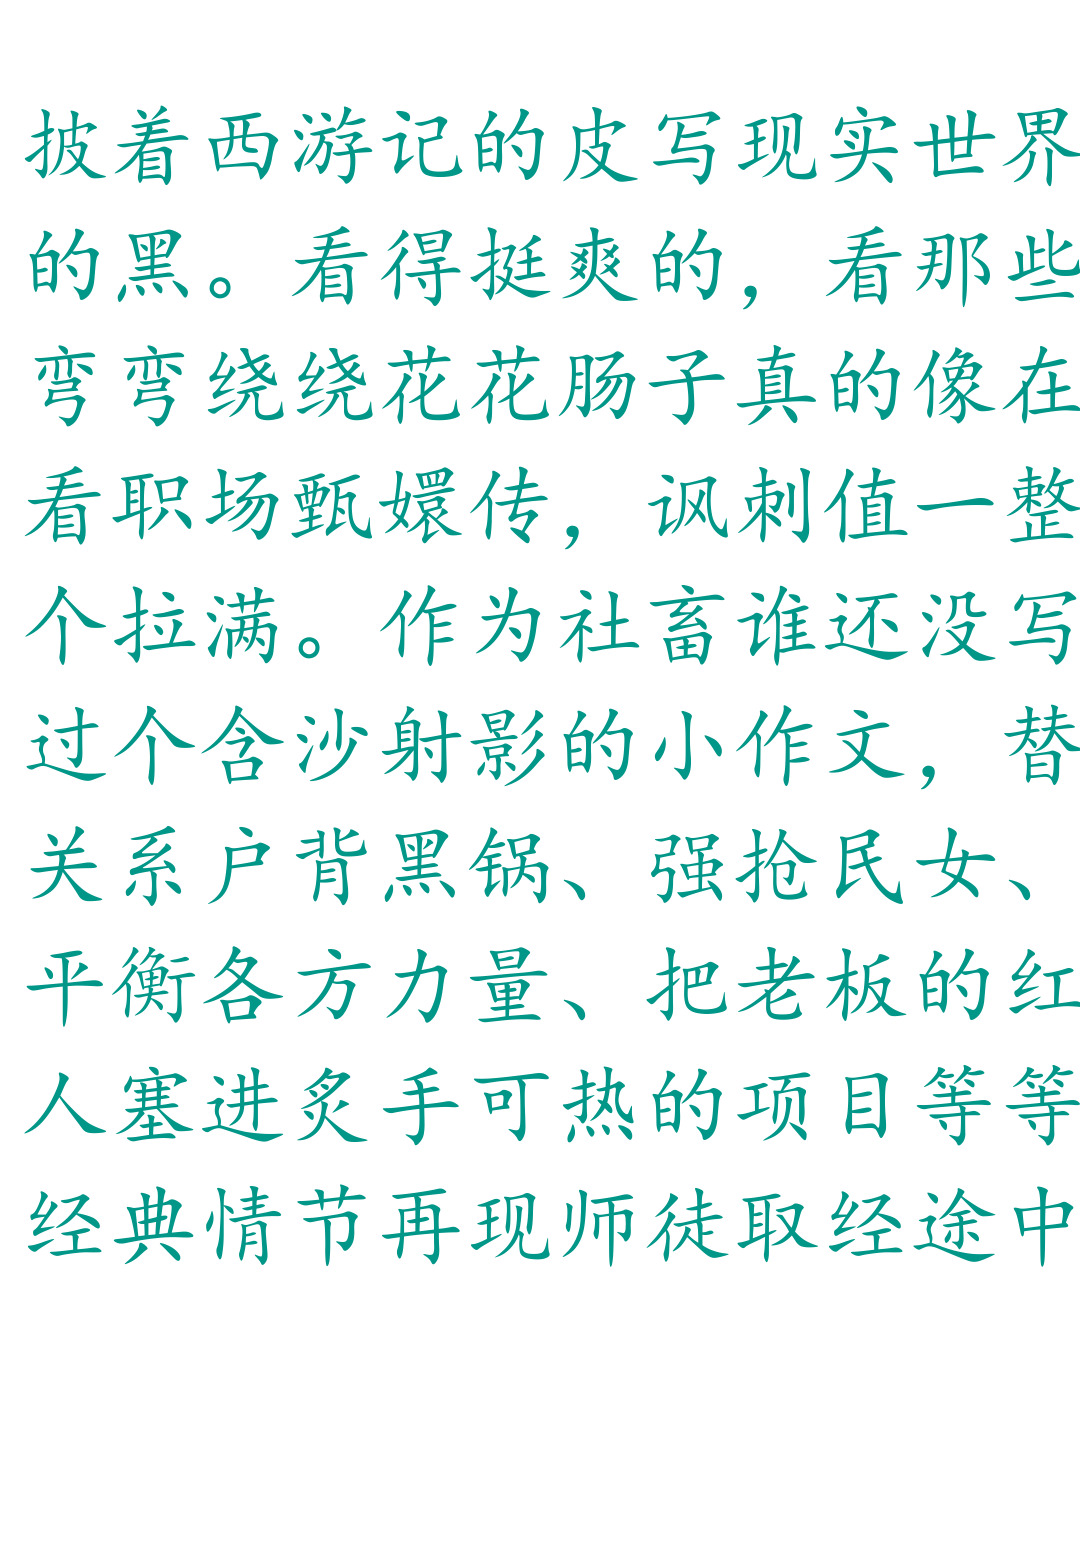 披着西游记的皮写现实世界
的黑。看得挺爽的，看那些
弯弯绕绕花花肠子真的像在
看职场甄嬛传，讽刺值一整
个拉满。作为社畜谁还没写
过个含沙射影的小作文，替
关系户背黑锅、强抢民女、
平衡各方力量、把老板的红
人塞进炙手可热的项目等等
经典情节再现师徒取经途中